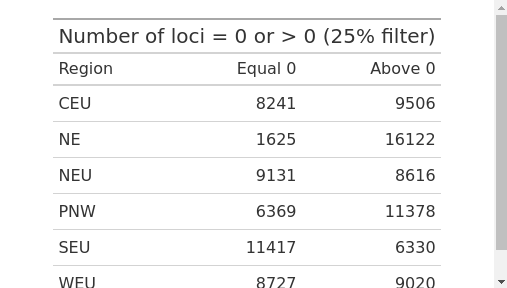 Number of loci = 0 or > 0 (25% filter)
Region Equal 0 Above 0
CEU 8241 9506
NE 1625 16122
NEU 9131 8616
PNW 6369 11378
SEU 11417 6330
WEU 8727 9020